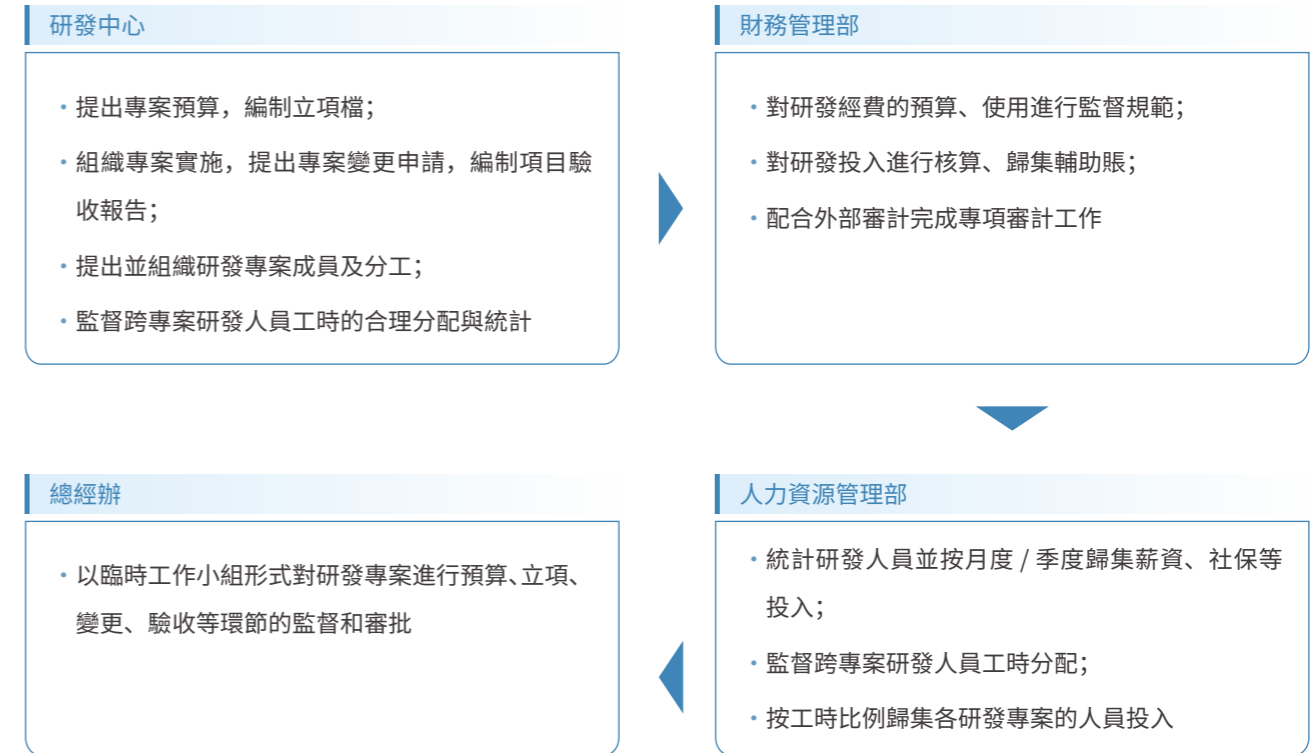 研發中心
・提出專案預算，編制立項檔；
・組織專案實施，提出專案變更申請，編制項目驗
收報告；
・提出並組織研發專案成員及分工；
・監督跨專案研發人員工時的合理分配與統計
財務管理部
・對研發經費的預算、使用進行監督規範；
・對研發投入進行核算、歸集輔助賬；
・配合外部審計完成專項審計工作
人力資源管理部
・統計研發人員並按月度 / 季度歸集薪資、社保等
投入；
・監督跨專案研發人員工時分配；
・按工時比例歸集各研發專案的人員投入
總經辦
・以臨時工作小組形式對研發專案進行預算、立項、
變更、驗收等環節的監督和審批